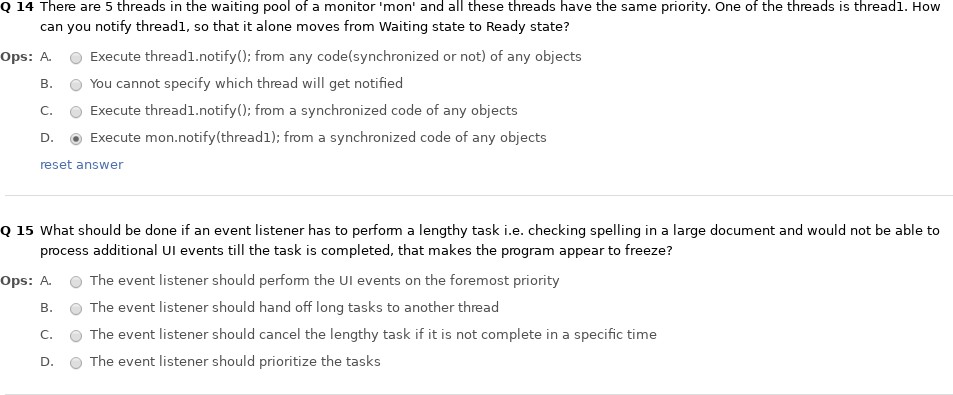 Q 14 There are 5 threads in the waiting pool of a monitor 'mon' and all these threads have the same priority. One of the threads is thread1. How
can you notify thread1, so that it alone moves from Waiting state to Ready state?
Ops: A. Execute thread1.notify(); from any code(synchronized or not) of any objects
B. You cannot specify which thread will get notified
C. Execute thread1.notify(); from a synchronized code of any objects
D. Execute mon.notify(thread1); from a synchronized code of any objects
reset answer
Q 15 What should be done if an event listener has to perform a lengthy task i.e. checking spelling in a large document and would not be able to
process additional UI events till the task is completed, that makes the program appear to freeze?
Ops: A. The event listener should perform the UI events on the foremost priority
B. The event listener should hand off long tasks to another thread
C. The event listener should cancel the lengthy task if it is not complete in a specific time
D. The event listener should prioritize the tasks